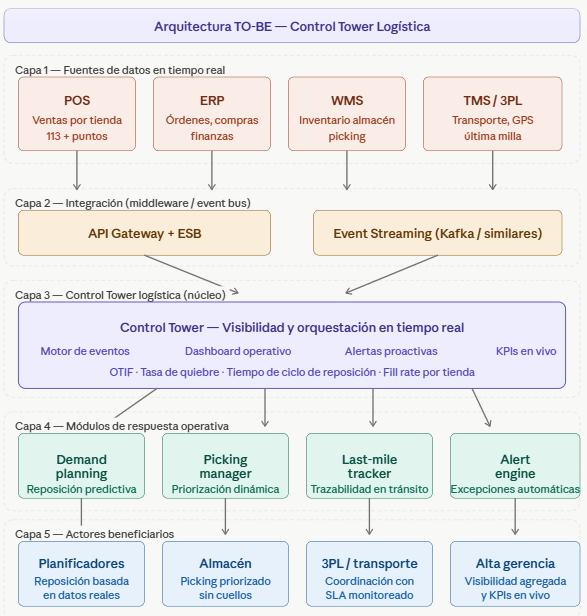 Arquitectura TO-BE — Control Tower Logística
Capa 1 — Fuentes de datos en tiempo real
POS
Ventas por tienda
113 + puntos
ERP
Órdenes, compras
finanzas
WMS
Inventario almacén
picking
TMS / 3PL
Transporte, GPS
última milla
Capa 2 — Integración (middleware / event bus)
API Gateway + ESB
Event Streaming (Kafka / similares)
Capa 3 — Control Tower logística (núcleo)
Control Tower — Visibilidad y orquestación en tiempo real
Motor de eventos
Dashboard operativo
Alertas proactivas
KPIs en vivo
OTIF · Tasa de quiebre · Tiempo de ciclo de reposición · Fill rate por tienda
Capa 4 — Módulos de respuesta operativa
Demand
planning
Reposición predictiva
Picking
manager
Priorización dinámica
Last-mile
tracker
Trazabilidad en tránsito
Alert
engine
Excepciones automáticas
Capa 5 — Actores beneficiarios
Planificadores
Reposición basada
en datos reales
Almacén
Picking priorizado
sin cuellos
3PL / transporte
Coordinación con
SLA monitoreado
Alta gerencia
Visibilidad agregada
y KPIs en vivo